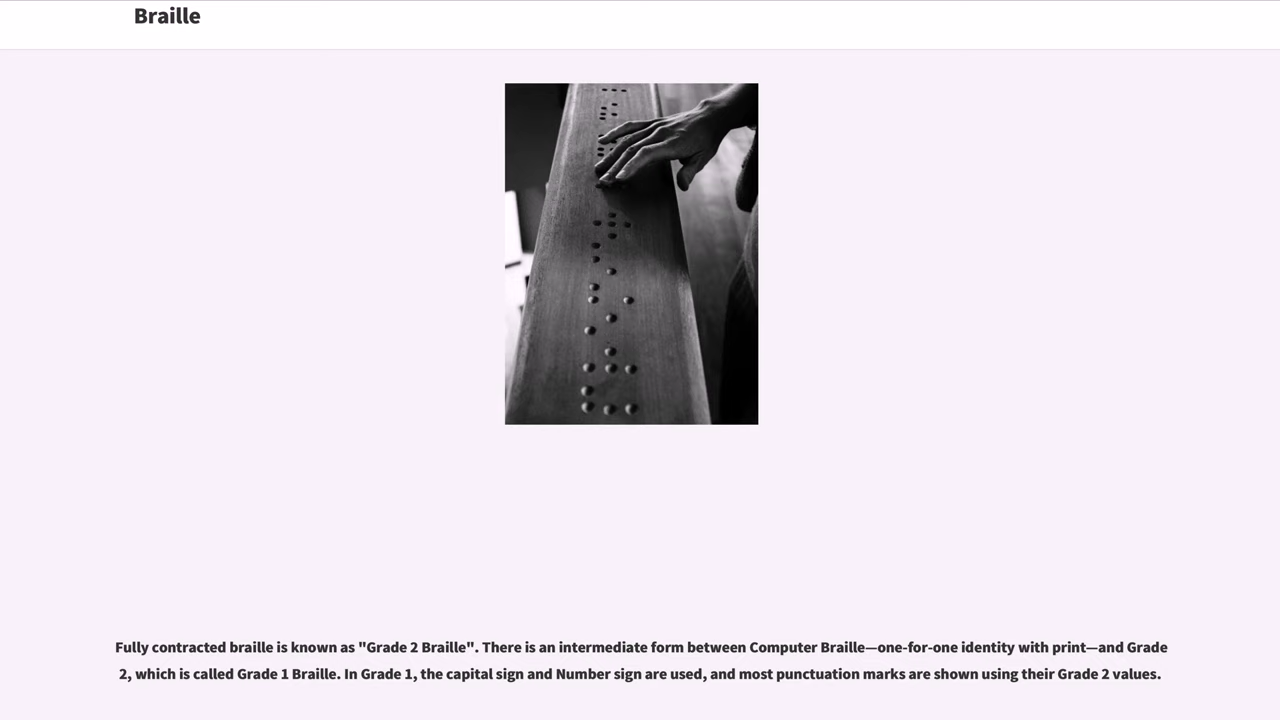 Braille
Fully contracted braille is known as "Grade 2 Braille". There is an intermediate form between Computer Braille—one-for-one identity with print—and Grade
2, which is called Grade 1 Braille. In Grade 1, the capital sign and Number sign are used, and most punctuation marks are shown using their Grade 2 values.